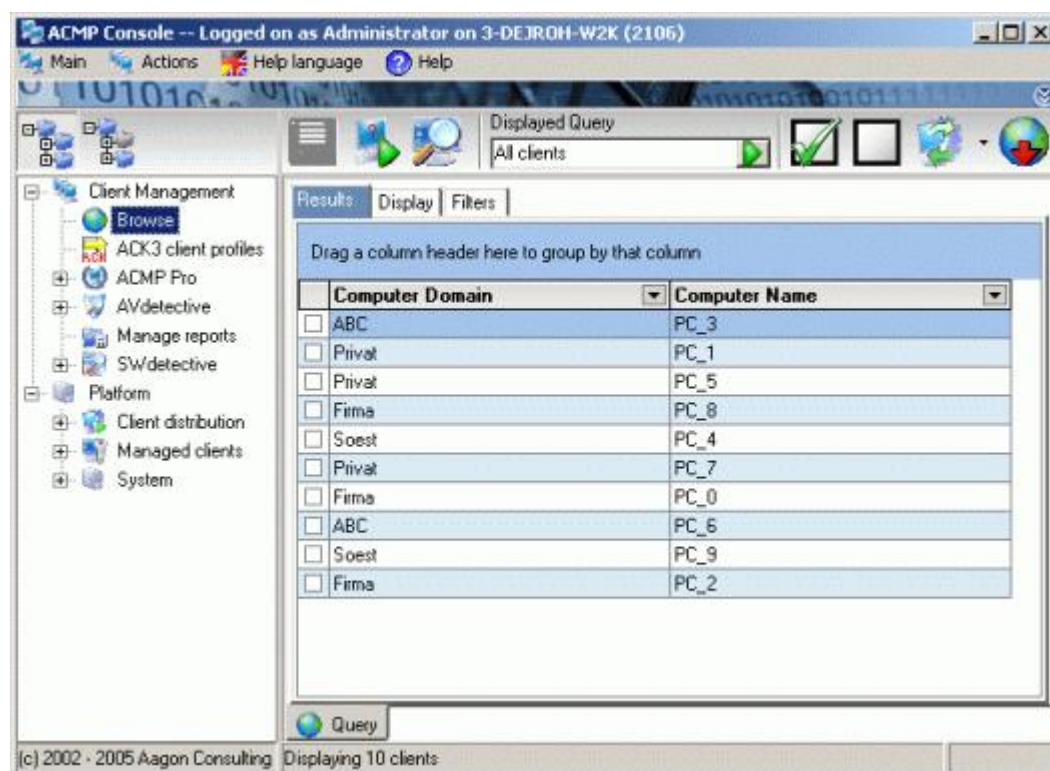 ACMP Console -- Logged on as Administrator on 3-DEJROH-W2K (2106)
Main Actions Help language Help
Displayed Query
All clients
Client Management
Browse
ACK3 client profiles
ACMP Pro
AVdetective
Manage reports
SWdetective
Platform
Client distribution
Managed clients
System
Results Display Filters
Drag a column header here to group by that column
Computer Domain Computer Name
ABC PC_3
Privat PC_1
Privat PC_5
Firma PC_8
Soest PC_4
Privat PC_7
Firma PC_0
ABC PC_6
Soest PC_9
Firma PC_2
Query
(c) 2002 - 2005 Aagon Consulting Displaying 10 clients